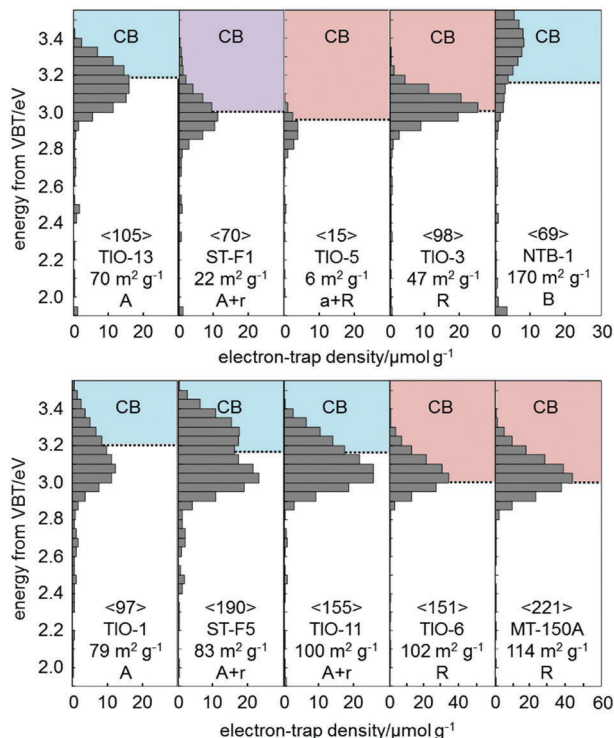 energy from VBT/eV
3.4
3.2
3.0
2.8
2.6
2.4
2.2
2.0
CB
<105>
TIO-13
70 m² g⁻¹
A
CB
<70>
ST-F1
22 m² g⁻¹
A+r
CB
<15>
TIO-5
6 m² g⁻¹
a+R
CB
<98>
TIO-3
47 m² g⁻¹
R
CB
<69>
NTB-1
170 m² g⁻¹
B
0 10 20 0 10 20 0 10 20 0 10 20 0 10 20 30
electron-trap density/μmol g⁻¹
energy from VBT/eV
3.4
3.2
3.0
2.8
2.6
2.4
2.2
2.0
CB
<97>
TIO-1
79 m² g⁻¹
A
CB
<190>
ST-F5
83 m² g⁻¹
A+r
CB
<155>
TIO-11
100 m² g⁻¹
A+r
CB
<151>
TIO-6
102 m² g⁻¹
R
CB
<221>
MT-150A
114 m² g⁻¹
R
0 10 20 0 10 20 0 10 20 0 20 40 0 20 40 60
electron-trap density/μmol g⁻¹